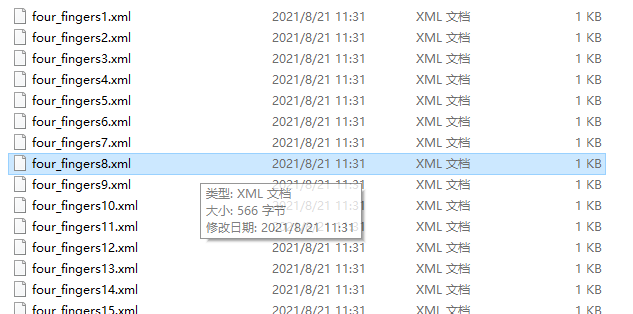 four_fingers1.xml 2021/8/21 11:31 XML 文档 1 KB
four_fingers2.xml 2021/8/21 11:31 XML 文档 1 KB
four_fingers3.xml 2021/8/21 11:31 XML 文档 1 KB
four_fingers4.xml 2021/8/21 11:31 XML 文档 1 KB
four_fingers5.xml 2021/8/21 11:31 XML 文档 1 KB
four_fingers6.xml 2021/8/21 11:31 XML 文档 1 KB
four_fingers7.xml 2021/8/21 11:31 XML 文档 1 KB
four_fingers8.xml 2021/8/21 11:31 XML 文档 1 KB
four_fingers9.xml 2021/8/21 11:31 XML 文档 1 KB
类型: XML 文档
大小: 566 字节
修改日期: 2021/8/21 11:31
four_fingers10.xml XML 文档 1 KB
four_fingers11.xml XML 文档 1 KB
four_fingers12.xml 2021/8/21 11:31 XML 文档 1 KB
four_fingers13.xml 2021/8/21 11:31 XML 文档 1 KB
four_fingers14.xml 2021/8/21 11:31 XML 文档 1 KB
four_fingers15.xml 2021/8/21 11:31 XML 文档 1 KB